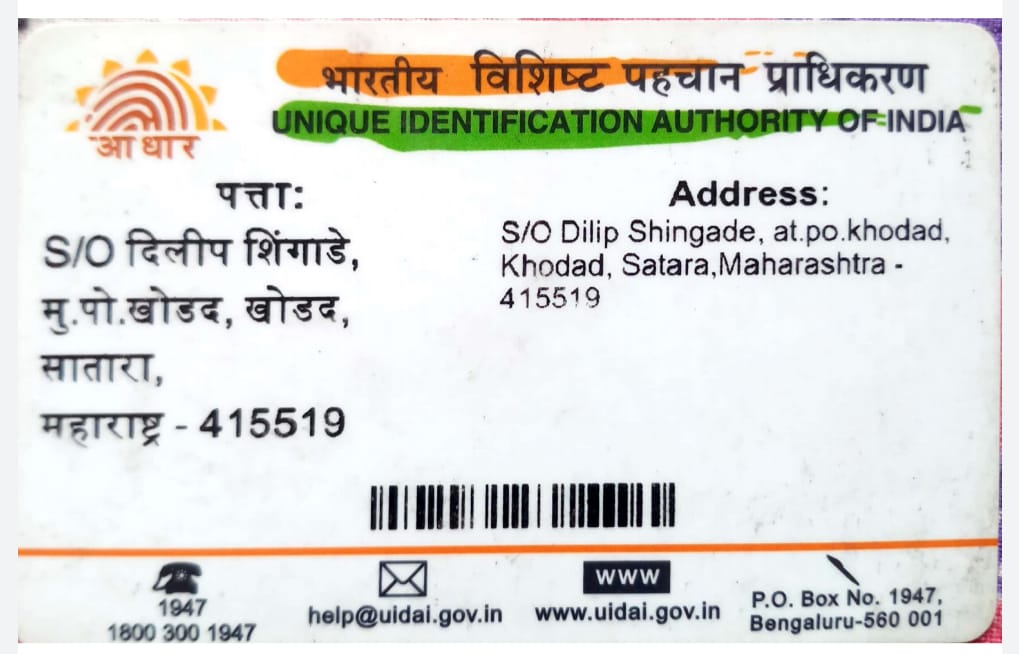 भारतीय विशिष्ट पहचान प्राधिकरण
UNIQUE IDENTIFICATION AUTHORITY OF INDIA
आधार
पत्ता:
S/O दिलीप शिंगाडे,
मु.पो.खोडद, खोडद,
सातारा,
महाराष्ट्र - 415519
Address:
S/O Dilip Shingade, at.po.khodad,
Khodad, Satara,Maharashtra -
415519
1947
1800 300 1947
help@uidai.gov.in
www
www.uidai.gov.in
P.O. Box No. 1947,
Bengaluru-560 001